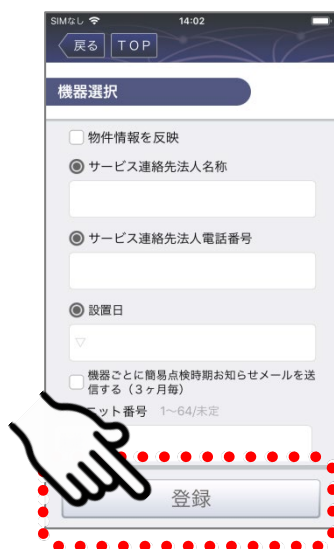 SIMなし 14:02
戻る TOP
機器選択
物件情報を反映
サービス連絡先法人名称
サービス連絡先法人電話番号
設置日
機器ごとに簡易点検時期お知らせメールを送
信する（３ヶ月毎）
ニット番号 1〜64/未定
登録